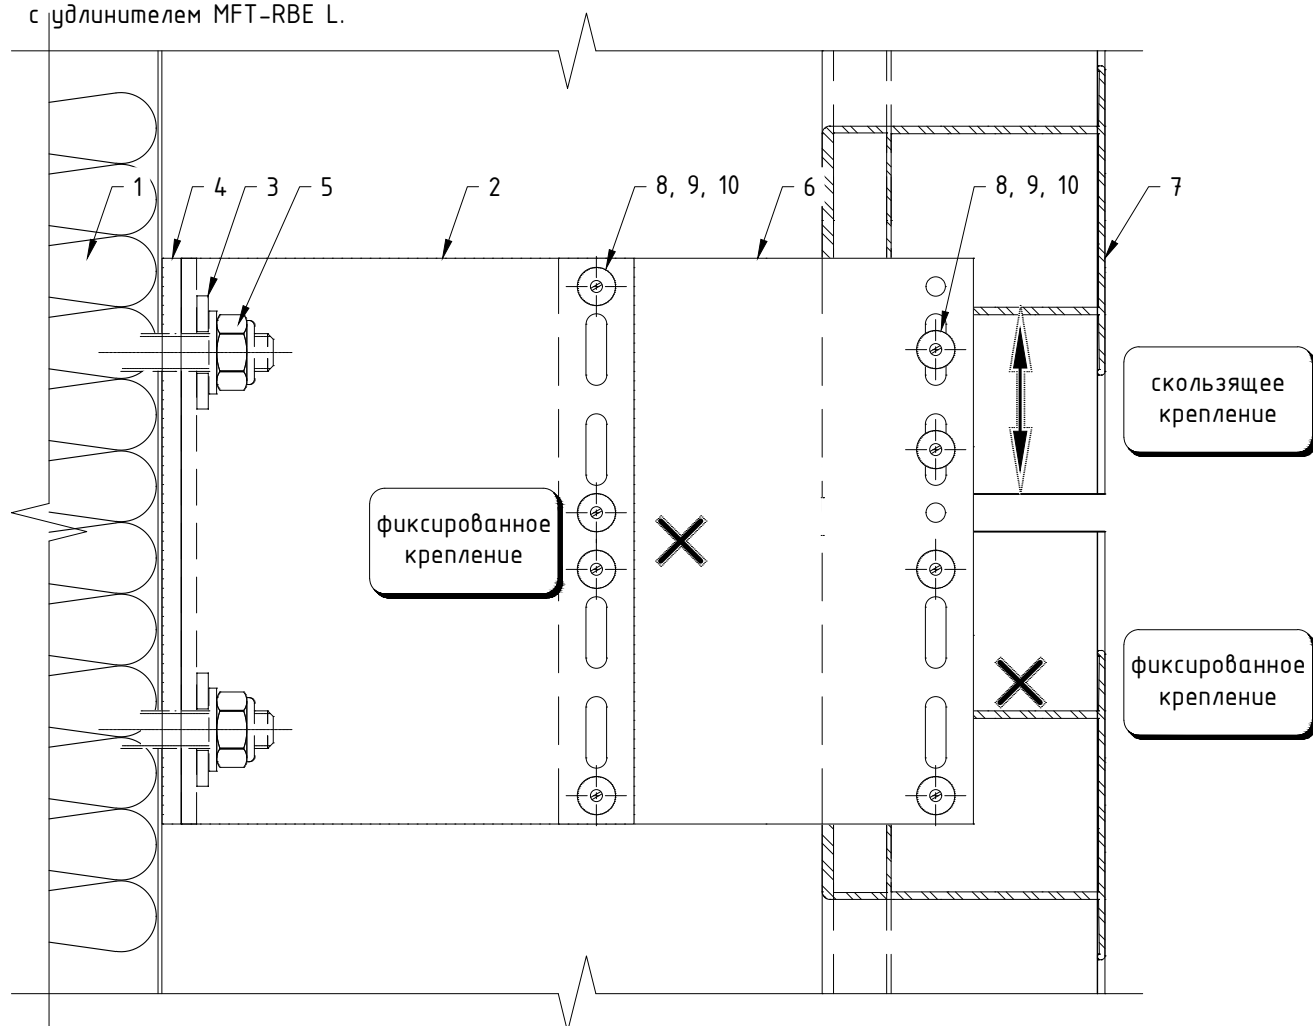 с удлинителем MFT-RBE L.
1
4
3
5
2
8, 9, 10
6
8, 9, 10
7
скользящее
крепление
фиксированное
крепление
фиксированное
крепление